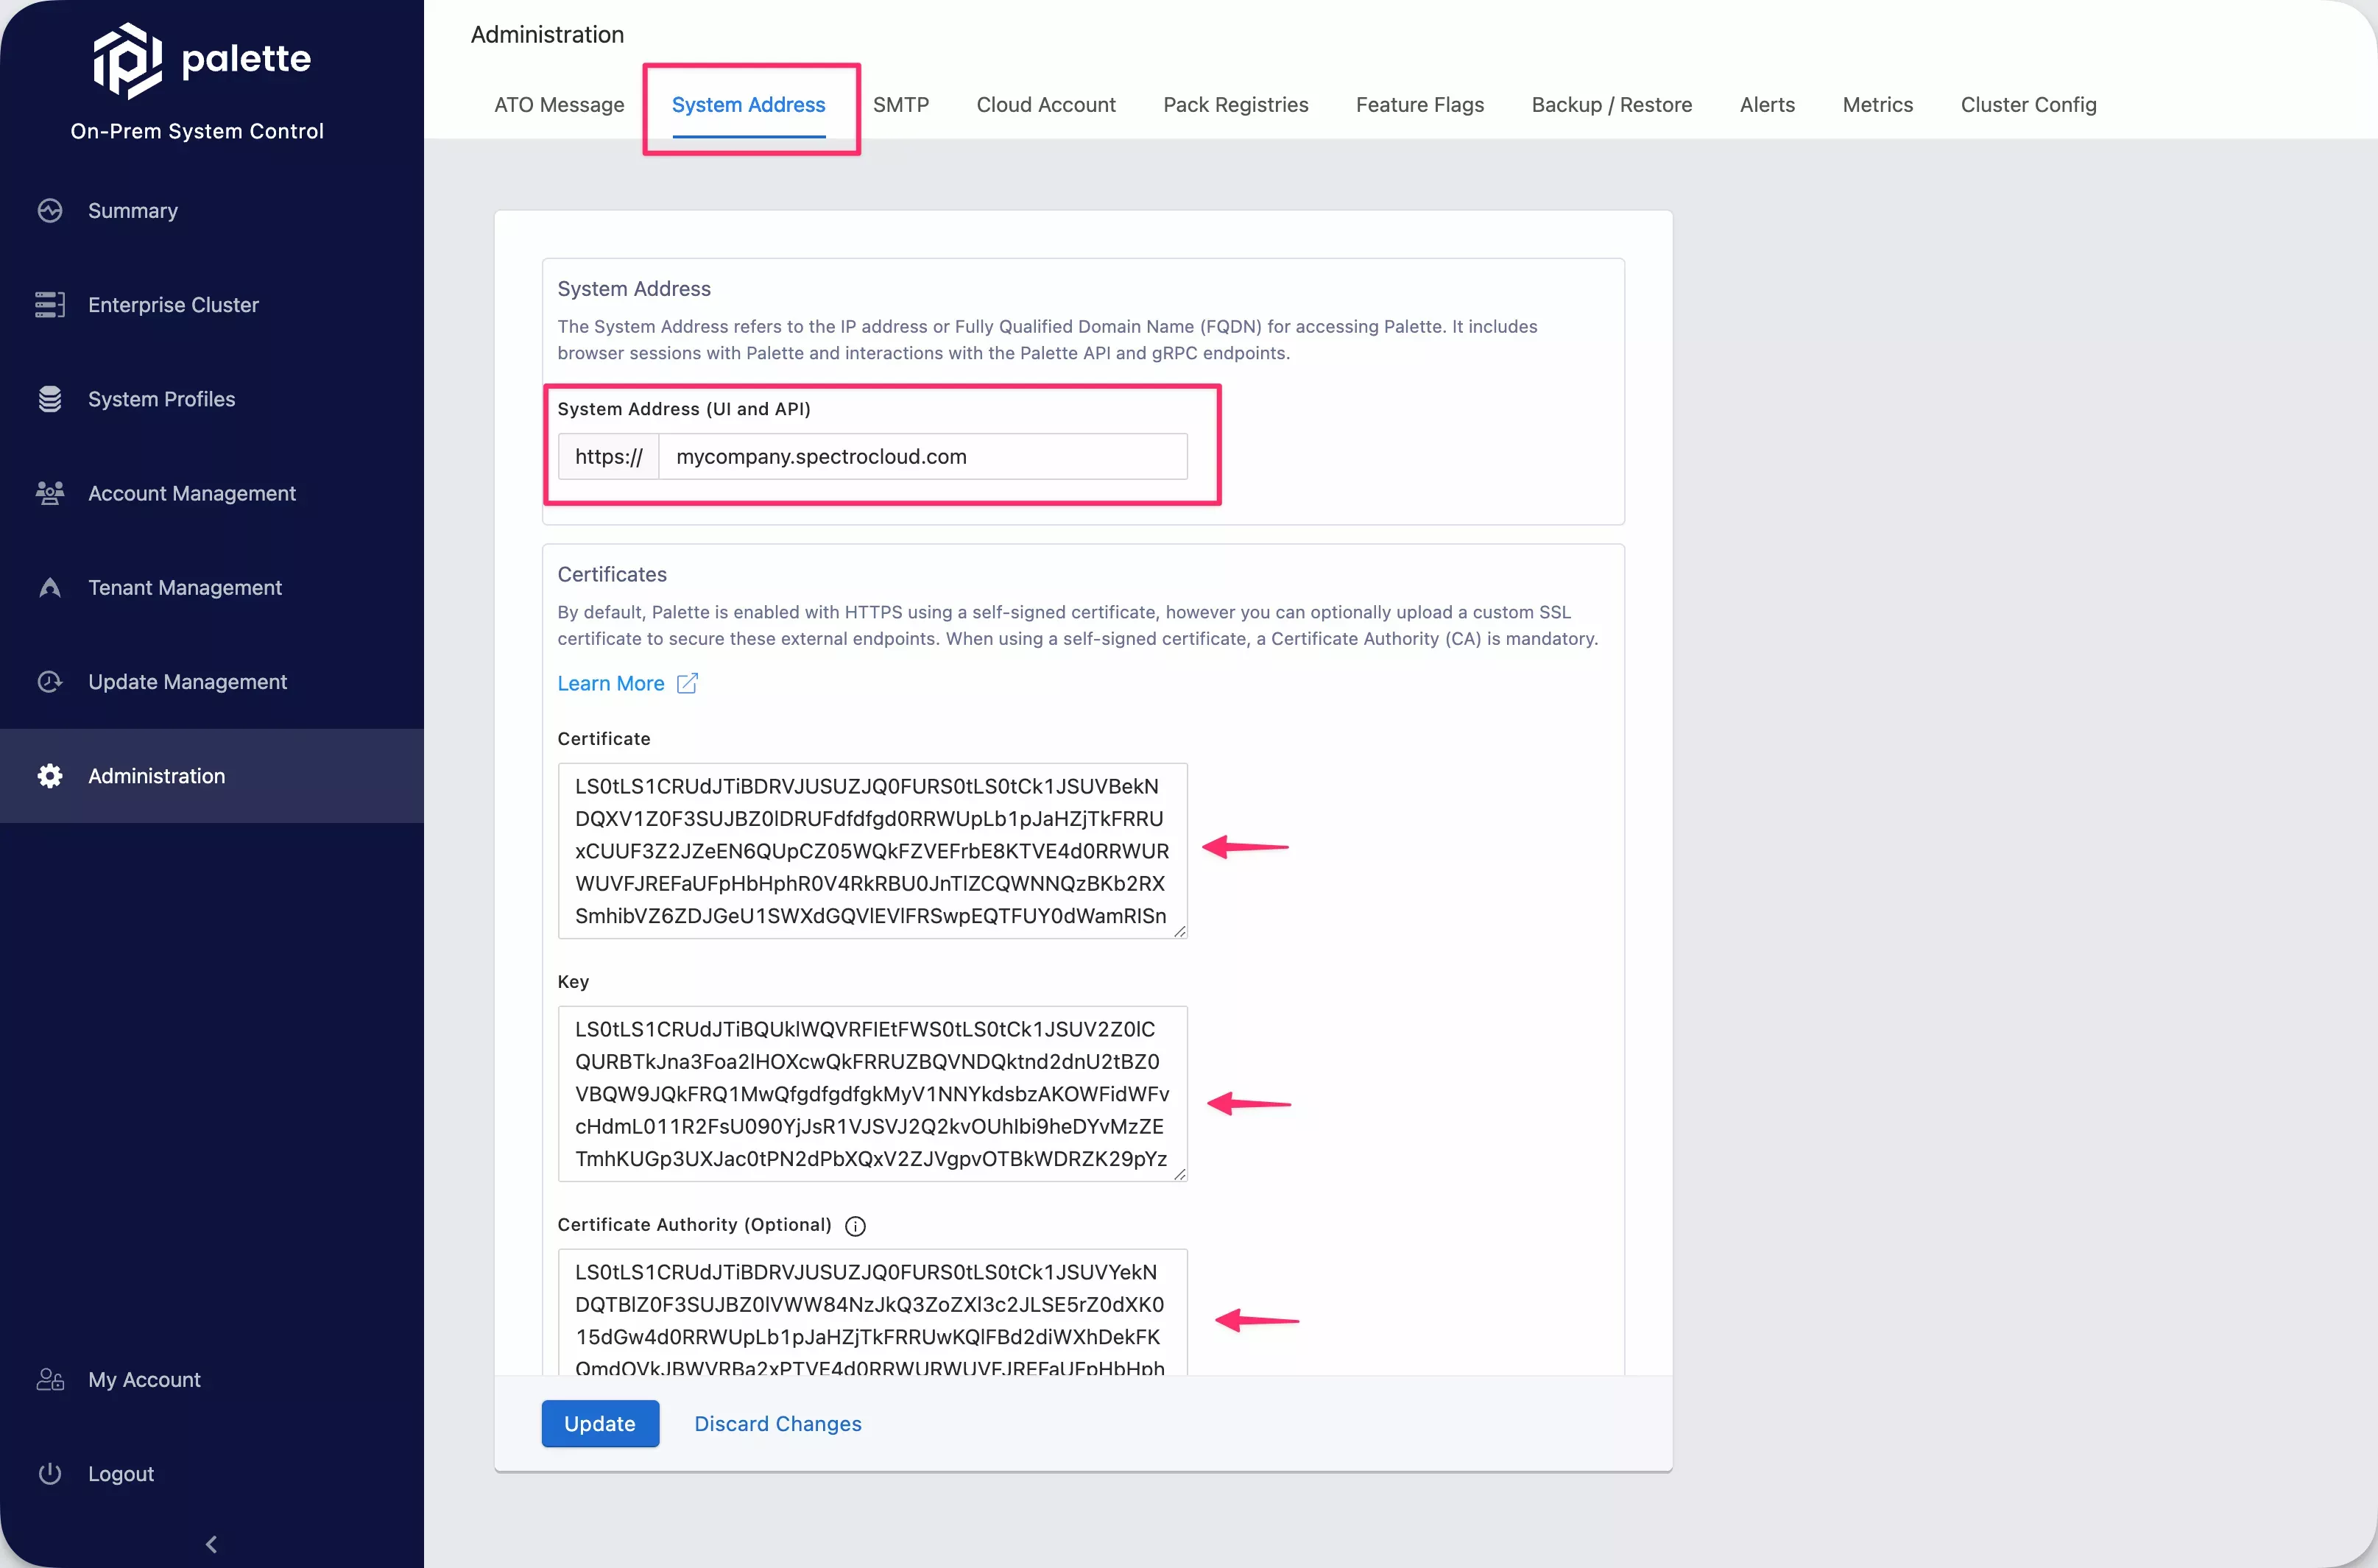 palette
On-Prem System Control
Summary
Enterprise Cluster
System Profiles
Account Management
Tenant Management
Update Management
Administration
My Account
Logout
Administration
ATO Message
System Address
SMTP
Cloud Account
Pack Registries
Feature Flags
Backup / Restore
Alerts
Metrics
Cluster Config
System Address
The System Address refers to the IP address or Fully Qualified Domain Name (FQDN) for accessing Palette. It includes
browser sessions with Palette and interactions with the Palette API and gRPC endpoints.
System Address (UI and API)
https:// mycompany.spectrocloud.com
Certificates
By default, Palette is enabled with HTTPS using a self-signed certificate, however you can optionally upload a custom SSL
certificate to secure these external endpoints. When using a self-signed certificate, a Certificate Authority (CA) is mandatory.
Learn More
Certificate
LS0tLS1CRUdJTiBDRVJUSUZJQ0FURS0tLS0tCk1JSUVBekN
DQXV1Z0F3SUJBZ0lDRUFdfdfgd0RRWUpLb1pJaHZjTkFRRU
xCUUF3Z2JZeEN6QUpCZ05WQkFZVEFrbE8KTVE4d0RRWUR
WUVFJREFaUFpHbHphR0V4RkRBU0JnTlZCQWNNQzBKb2RX
SmhibVZ6ZDJGeU1SWXdGQVlEVlFRSwpEQTFUY0dWamRlSn
Key
LS0tLS1CRUdJTiBQUklWQVRFIEtFWS0tLS0tCk1JSUV2Z0lC
QURBTkJna3Foa2lHOXcwQkFRRUZBQVNDQktnd2dnU2tBZ0
VBQW9JQkFRQ1MwQfgdfgdfgkMyV1NNYkdsbzAKOWFidWFv
cHdmL011R2FsU090YjJsR1VJSVJ2Q2kvOUhIbi9heDYvMzZE
TmhKUGp3UXJac0tPN2dPbXQxV2ZJVgpvOTBkWDRZK29pYz
Certificate Authority (Optional)
LS0tLS1CRUdJTiBDRVJUSUZJQ0FURS0tLS0tCk1JSUVYekN
DQTBlZ0F3SUJBZ0lVWW84NzJkQ3ZoZXl3c2JLSE5rZ0dXK0
15dGw4d0RRWUpLb1pJaHZjTkFRRUwKQlFBd2diWXhDekFK
QmdOVkJBWVRBa2xPTVE4d0RRWURWUVFJREFaUFpHbHph
Update
Discard Changes